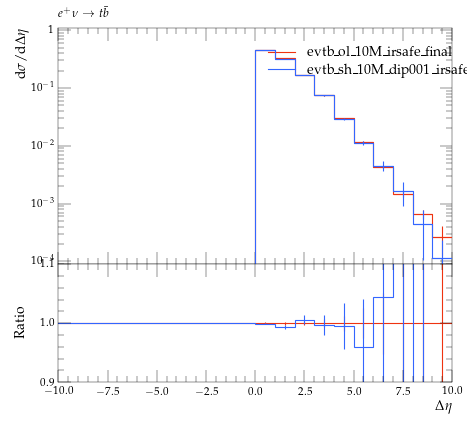 e⁺ν → tb̄
dσ/dΔη
1
10⁻¹
10⁻²
10⁻³
10⁻⁴
evtb_ol_10M_irsafe_final
evtb_sh_10M_dip001_irsafe
Ratio
1.1
1.0
0.9
−10.0 −7.5 −5.0 −2.5 0.0 2.5 5.0 7.5 10.0
Δη